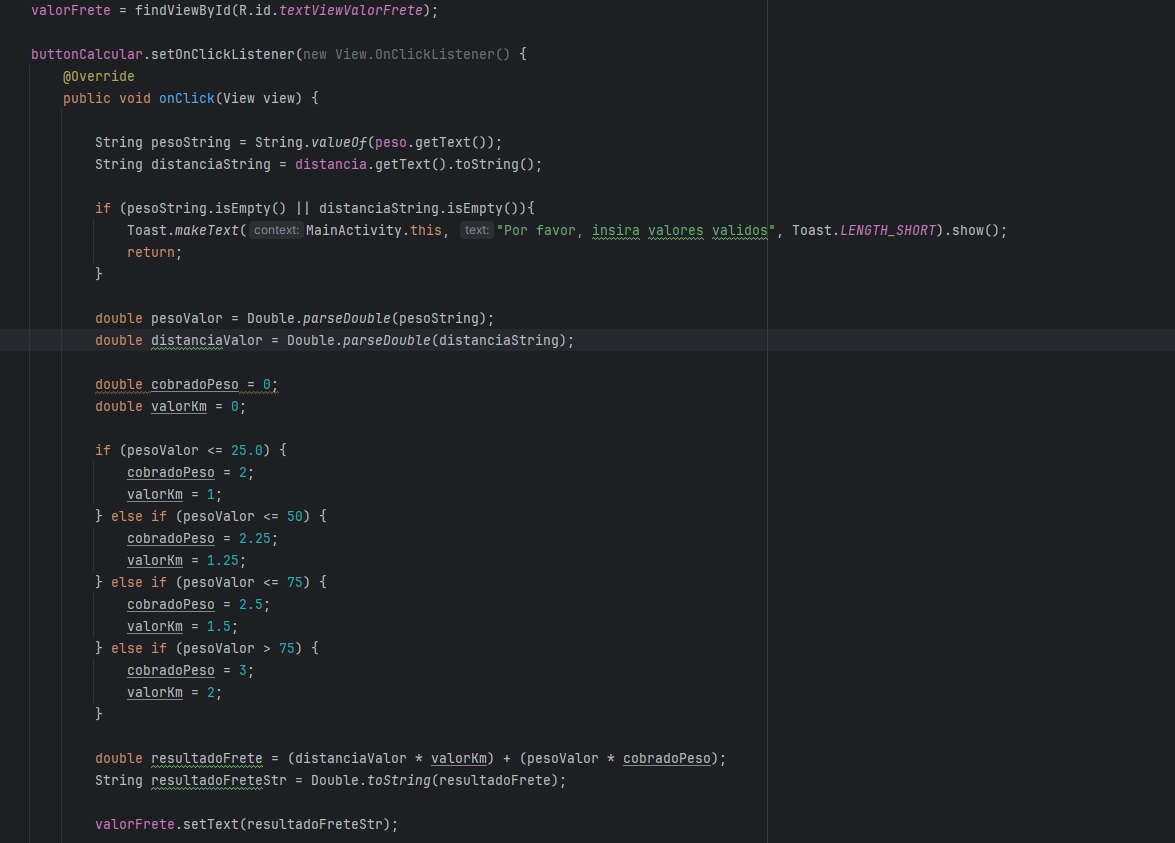 valorFrete = findViewById(R.id.textViewValorFrete);
buttonCalcular.setOnClickListener(new View.OnClickListener() {
@Override
public void onClick(View view) {
String pesoString = String.valueOf(peso.getText());
String distanciaString = distancia.getText().toString();
if (pesoString.isEmpty() || distanciaString.isEmpty()){
Toast.makeText( context: MainActivity.this, text: "Por favor, insira valores validos", Toast.LENGTH_SHORT).show();
return;
}
double pesoValor = Double.parseDouble(pesoString);
double distanciaValor = Double.parseDouble(distanciaString);
double cobradoPeso = 0;
double valorKm = 0;
if (pesoValor <= 25.0) {
cobradoPeso = 2;
valorKm = 1;
} else if (pesoValor <= 50) {
cobradoPeso = 2.25;
valorKm = 1.25;
} else if (pesoValor <= 75) {
cobradoPeso = 2.5;
valorKm = 1.5;
} else if (pesoValor > 75) {
cobradoPeso = 3;
valorKm = 2;
}
double resultadoFrete = (distanciaValor * valorKm) + (pesoValor * cobradoPeso);
String resultadoFreteStr = Double.toString(resultadoFrete);
valorFrete.setText(resultadoFreteStr);